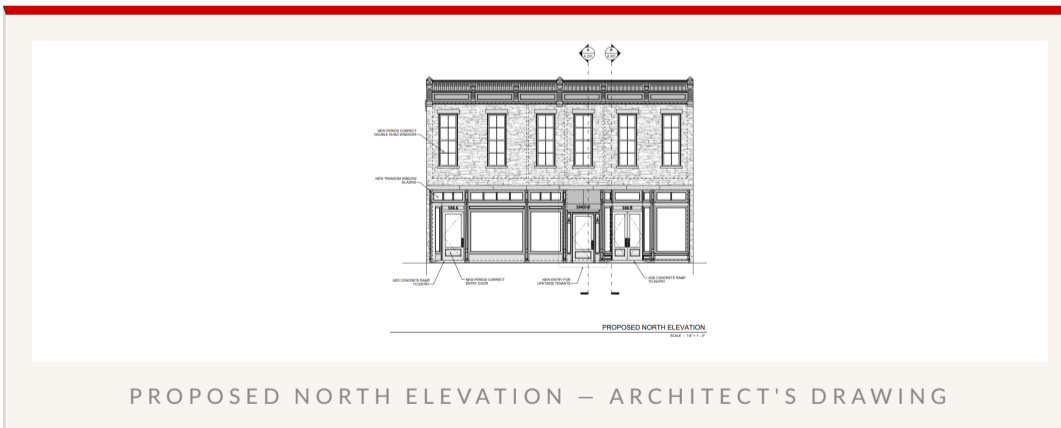 NEW PERIOD CORRECT
DOUBLE HUNG WINDOWS
NEW TRANSOM WINDOW
GLAZING
ADD CONCRETE RAMP
TO ENTRY
NEW PERIOD CORRECT
ENTRY DOOR
NEW ENTRY FOR
UPSTAIRS TENANTS
ADD CONCRETE RAMP
TO ENTRY
PROPOSED NORTH ELEVATION
PROPOSED NORTH ELEVATION — ARCHITECT'S DRAWING